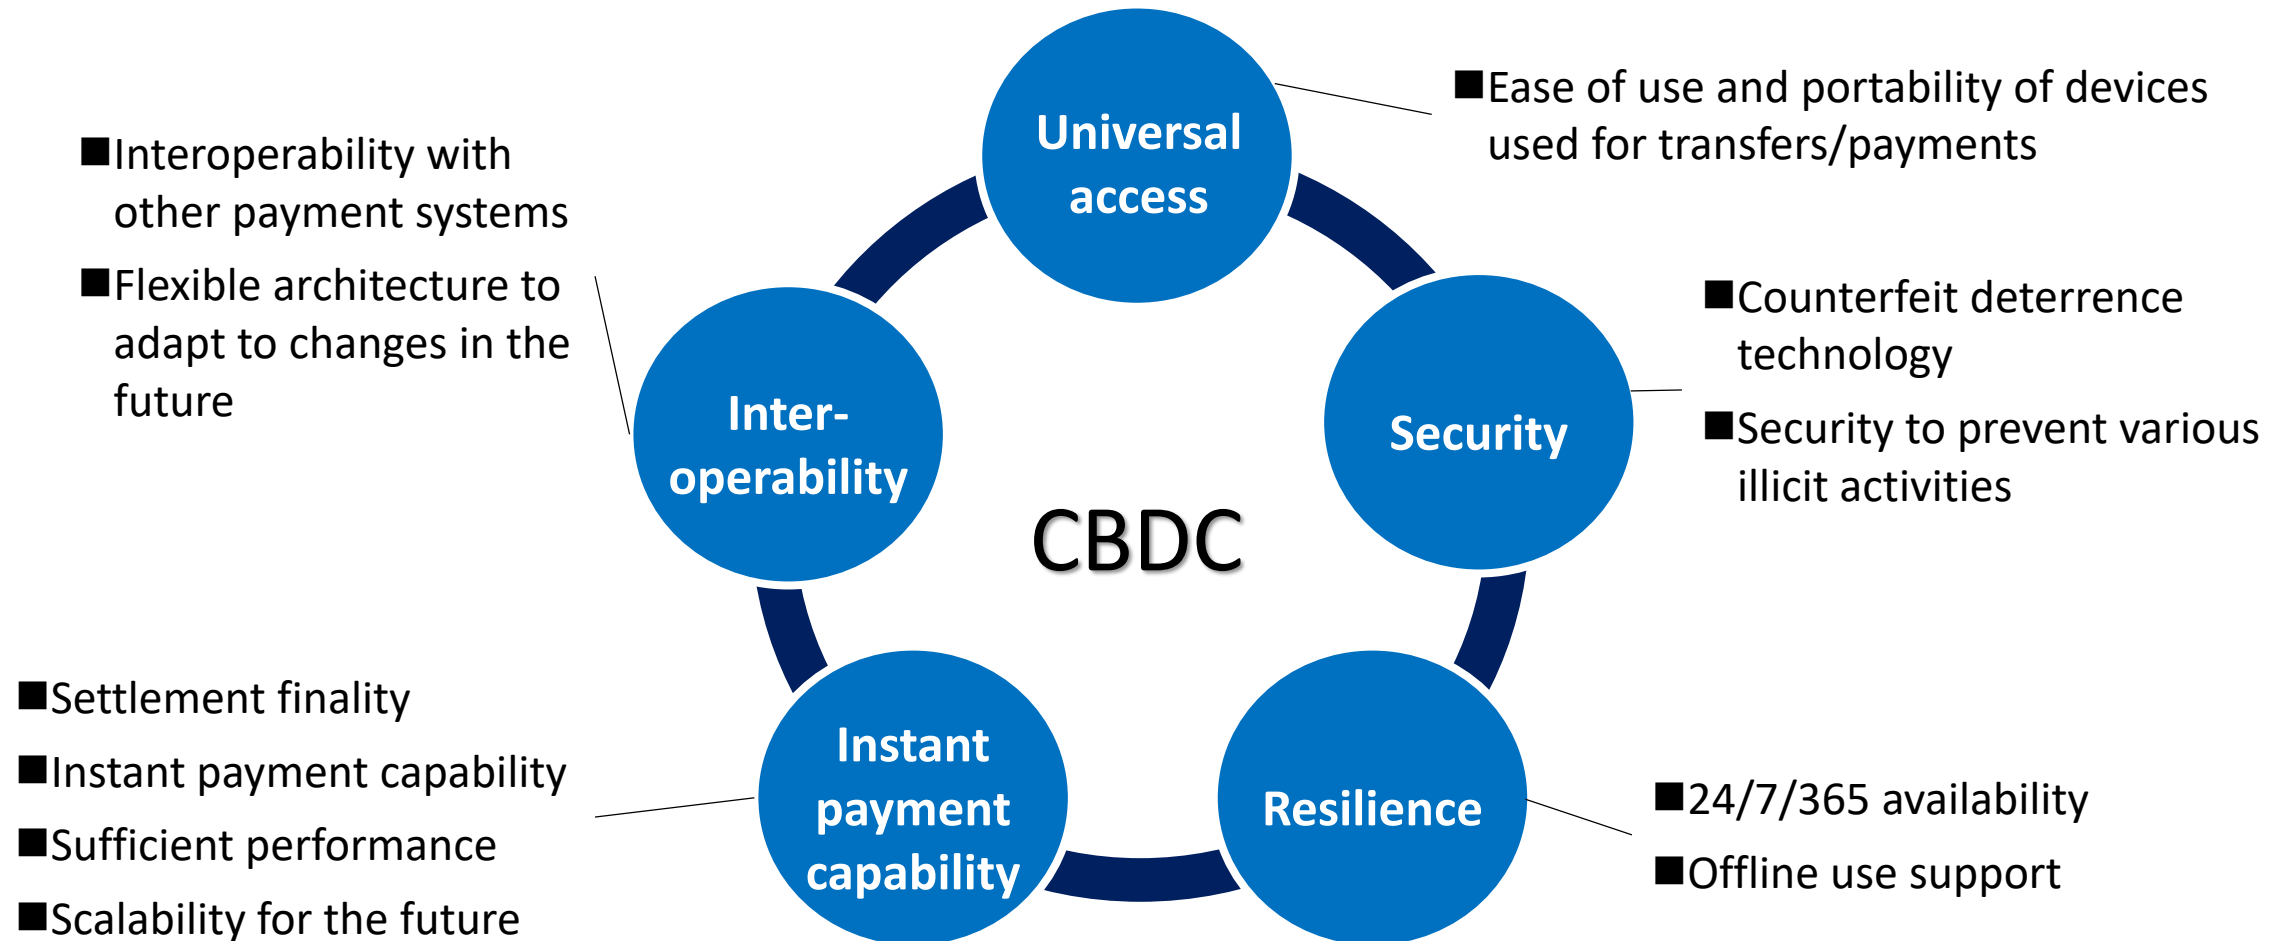 Universal
access
■Ease of use and portability of devices
used for transfers/payments
■Interoperability with
other payment systems
■Flexible architecture to
adapt to changes in the
future
Inter-
operability
Security
■Counterfeit deterrence
technology
■Security to prevent various
illicit activities
CBDC
■Settlement finality
■Instant payment capability
■Sufficient performance
■Scalability for the future
Instant
payment
capability
Resilience
■24/7/365 availability
■Offline use support